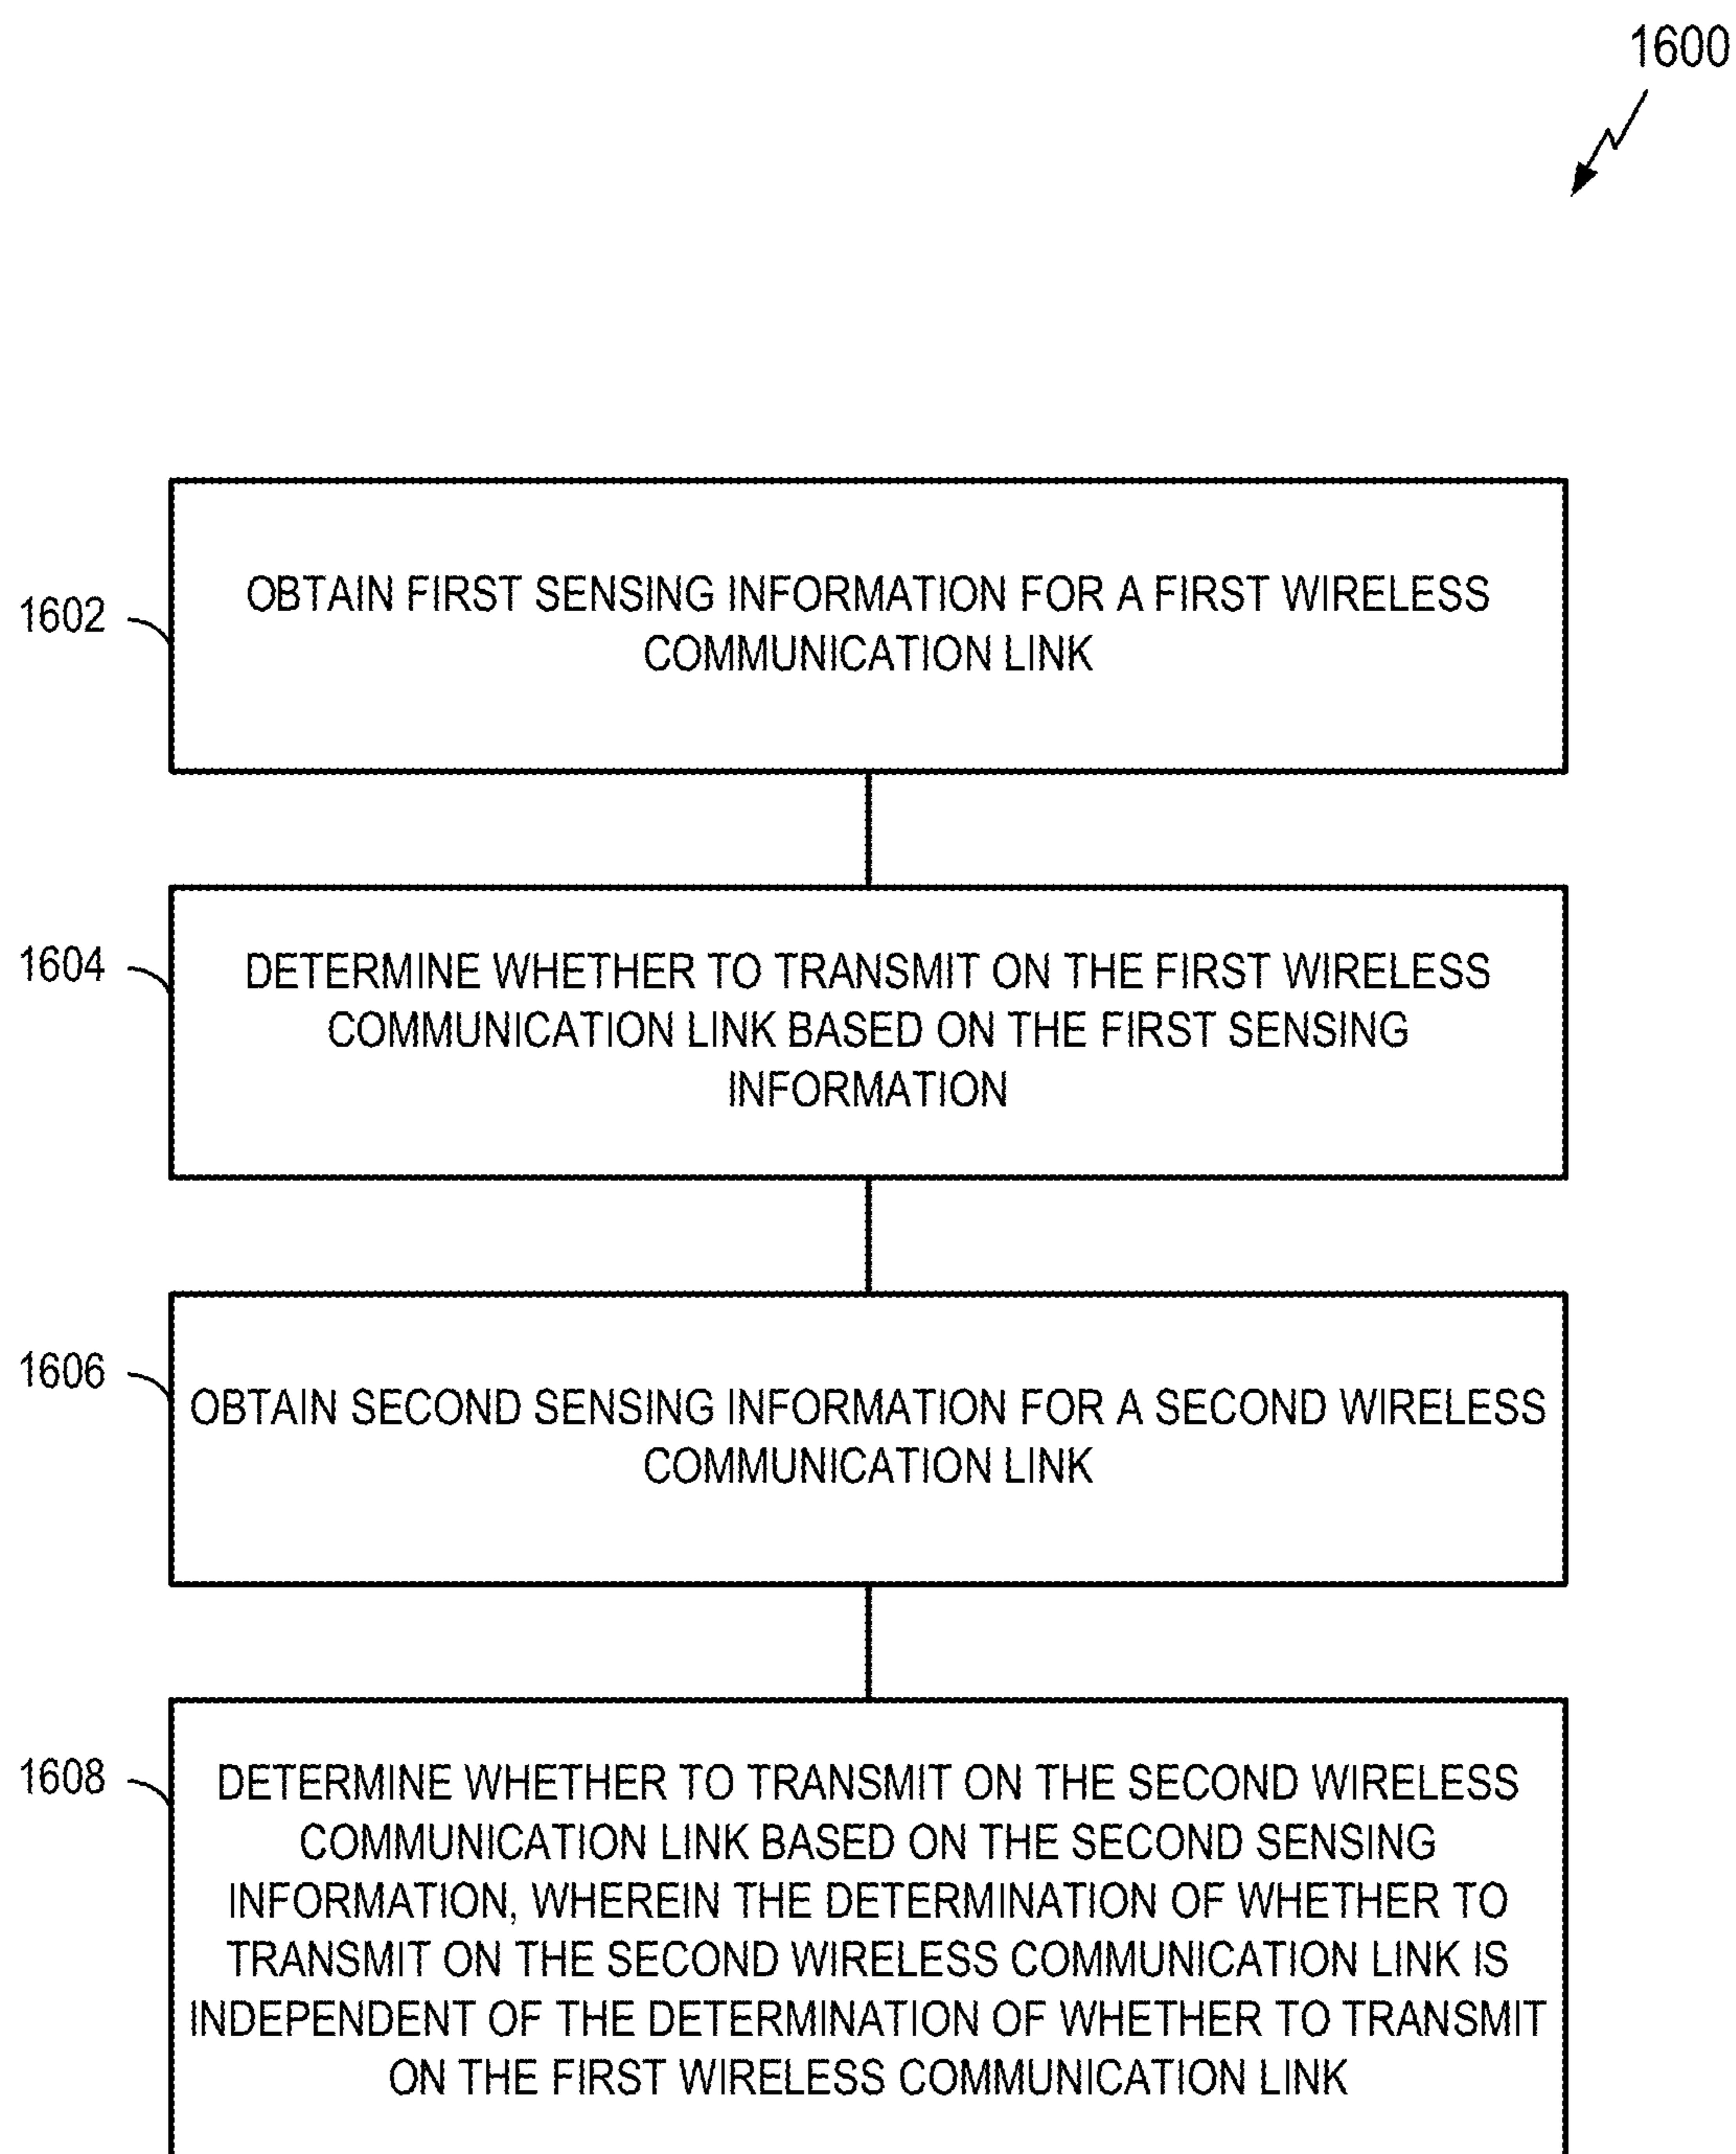 1600
1602
OBTAIN FIRST SENSING INFORMATION FOR A FIRST WIRELESS
COMMUNICATION LINK
1604
DETERMINE WHETHER TO TRANSMIT ON THE FIRST WIRELESS
COMMUNICATION LINK BASED ON THE FIRST SENSING
INFORMATION
1606
OBTAIN SECOND SENSING INFORMATION FOR A SECOND WIRELESS
COMMUNICATION LINK
1608
DETERMINE WHETHER TO TRANSMIT ON THE SECOND WIRELESS
COMMUNICATION LINK BASED ON THE SECOND SENSING
INFORMATION, WHEREIN THE DETERMINATION OF WHETHER TO
TRANSMIT ON THE SECOND WIRELESS COMMUNICATION LINK IS
INDEPENDENT OF THE DETERMINATION OF WHETHER TO TRANSMIT
ON THE FIRST WIRELESS COMMUNICATION LINK